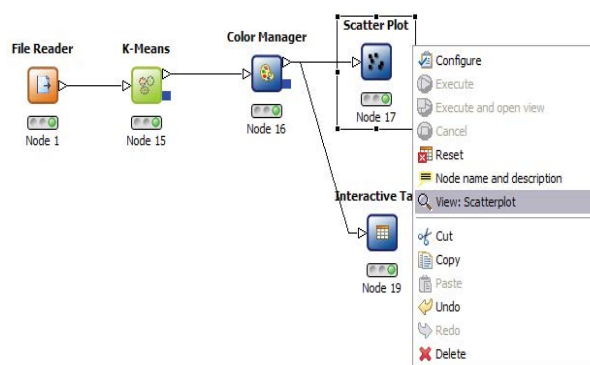 File Reader
Node 1
K-Means
Node 15
Color Manager
Node 16
Scatter Plot
Node 17
Interactive Ta
Node 19
Configure
Execute
Execute and open view
Cancel
Reset
Node name and description
View: Scatterplot
Cut
Copy
Paste
Undo
Redo
Delete